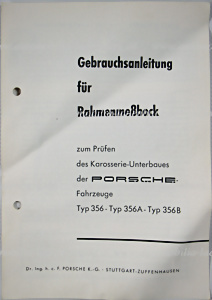 Gebrauchsanleitung
für
Rahmenmeßbock
zum Prüfen
des Karosserie-Unterbaues
der PORSCHE-
Fahrzeuge
Typ 356 - Typ 356A - Typ 356B
Dr. Ing. h. c. F. PORSCHE K.-G. - STUTTGART-ZUFFENHAUSEN